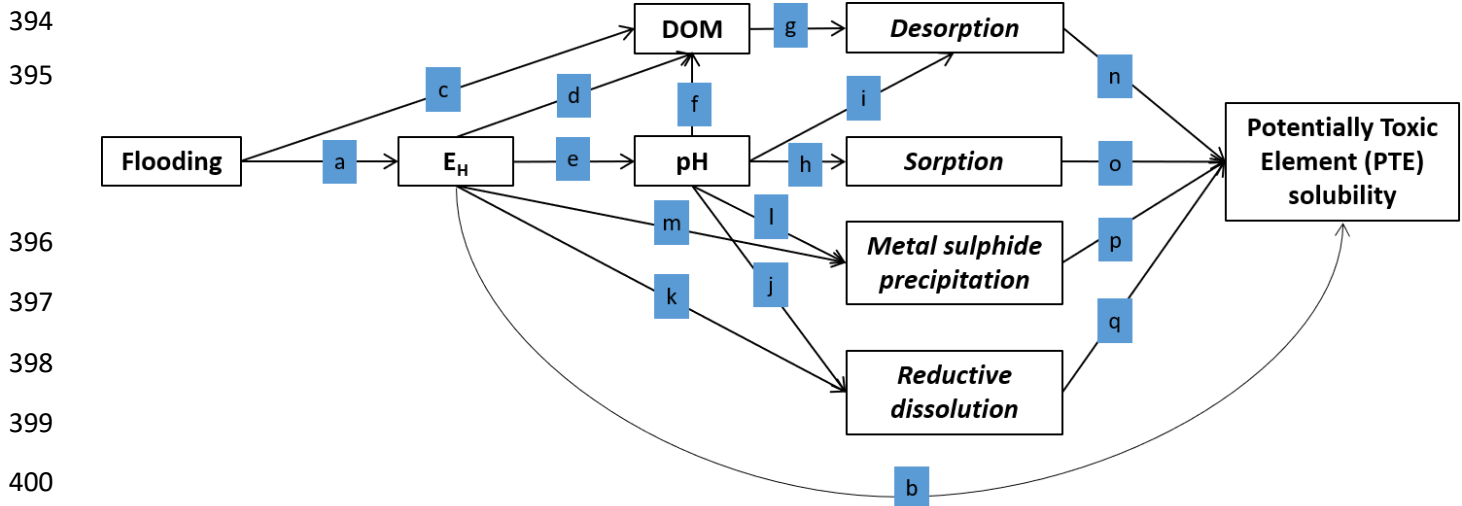 394
DOM
g
Desorption
395
c
d
f
i
n
Flooding
a
EH
e
pH
h
Sorption
o
Potentially Toxic
Element (PTE)
solubility
396
m
l
Metal sulphide
precipitation
p
397
k
j
q
398
Reductive
dissolution
399
400
b